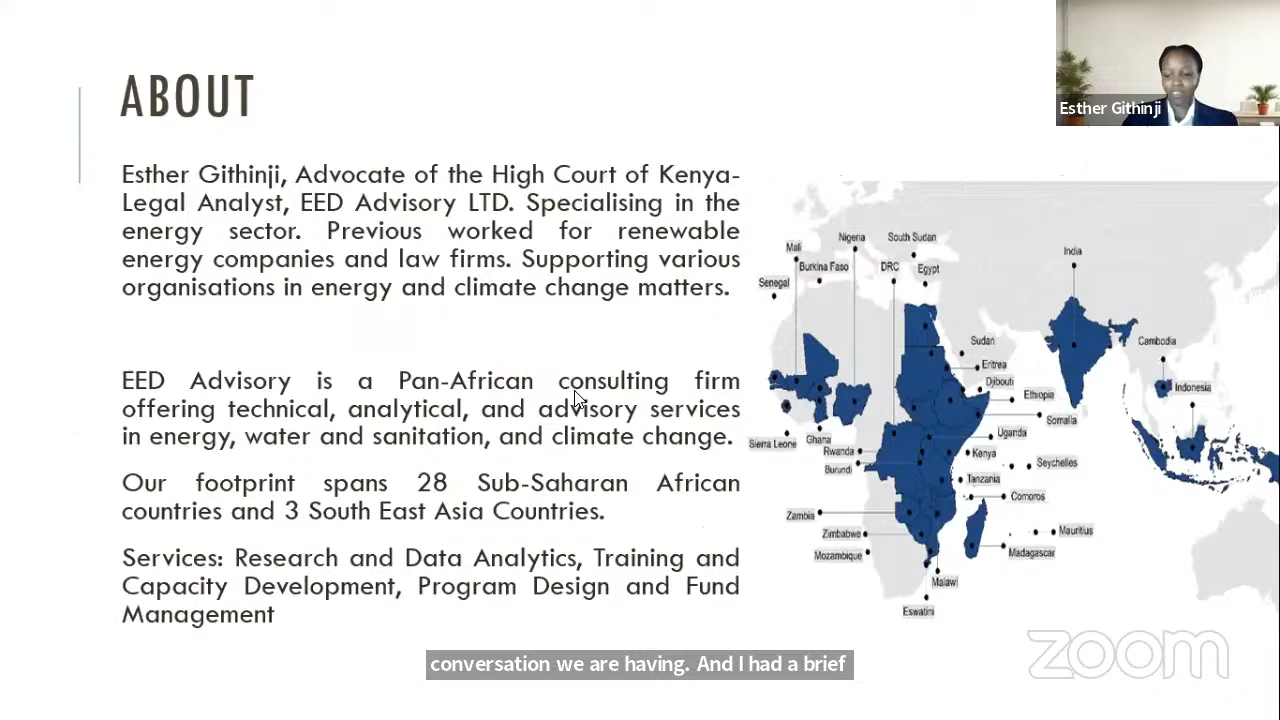 ABOUT
Esther Githinji
Esther Githinji, Advocate of the High Court of Kenya-
Legal Analyst, EED Advisory LTD. Specialising in the
energy sector. Previous worked for renewable
energy companies and law firms. Supporting various
organisations in energy and climate change matters.
EED Advisory is a Pan-African consulting firm
offering technical, analytical, and advisory services
in energy, water and sanitation, and climate change.
Our footprint spans 28 Sub-Saharan African
countries and 3 South East Asia Countries.
Services: Research and Data Analytics, Training and
Capacity Development, Program Design and Fund
Management
Nigeria
South Sudan
Mali
India
Burkina Faso
DRC
Egypt
Senegal
Sudan
Cambodia
Eritrea
Djibouti
Indonesia
Ethiopia
Somalia
Uganda
Sierra Leone
Ghana
Rwanda
Kenya
Seychelles
Burundi
Tanzania
Comoros
Zambia
Mauritius
Zimbabwe
Mozambique
Madagascar
Malawi
Eswatini
zoom
conversation we are having. And I had a brief